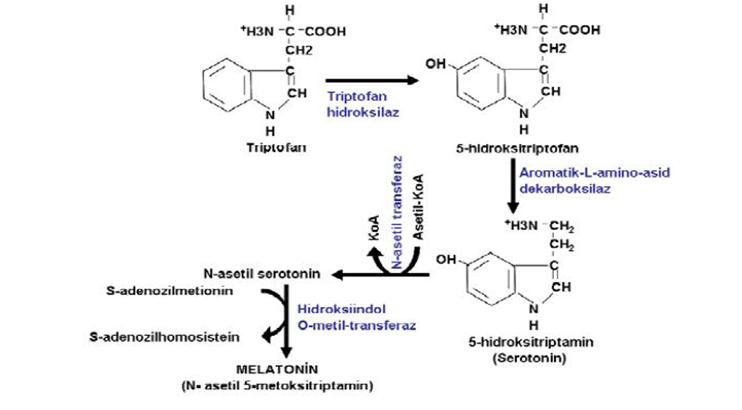 H
⁺H3N-C-COOH
CH2
C
CH
N
H
Triptofan
Triptofan
hidroksilaz
H
⁺H3N-C-COOH
CH2
OH
C
CH
N
H
5-hidroksitriptofan
Aromatik-L-amino-asid
dekarboksilaz
⁺H3N-CH₂
CH₂
OH
C
CH
N
H
5-hidroksitriptamin
(Serotonin)
KoA
N-asetil transferaz
Asetil-KoA
N-asetil serotonin
S-adenozilmetionin
Hidroksiindol
O-metil-transferaz
S-adenozilhomosistein
MELATONİN
(N- asetil 5-metoksitriptamin)